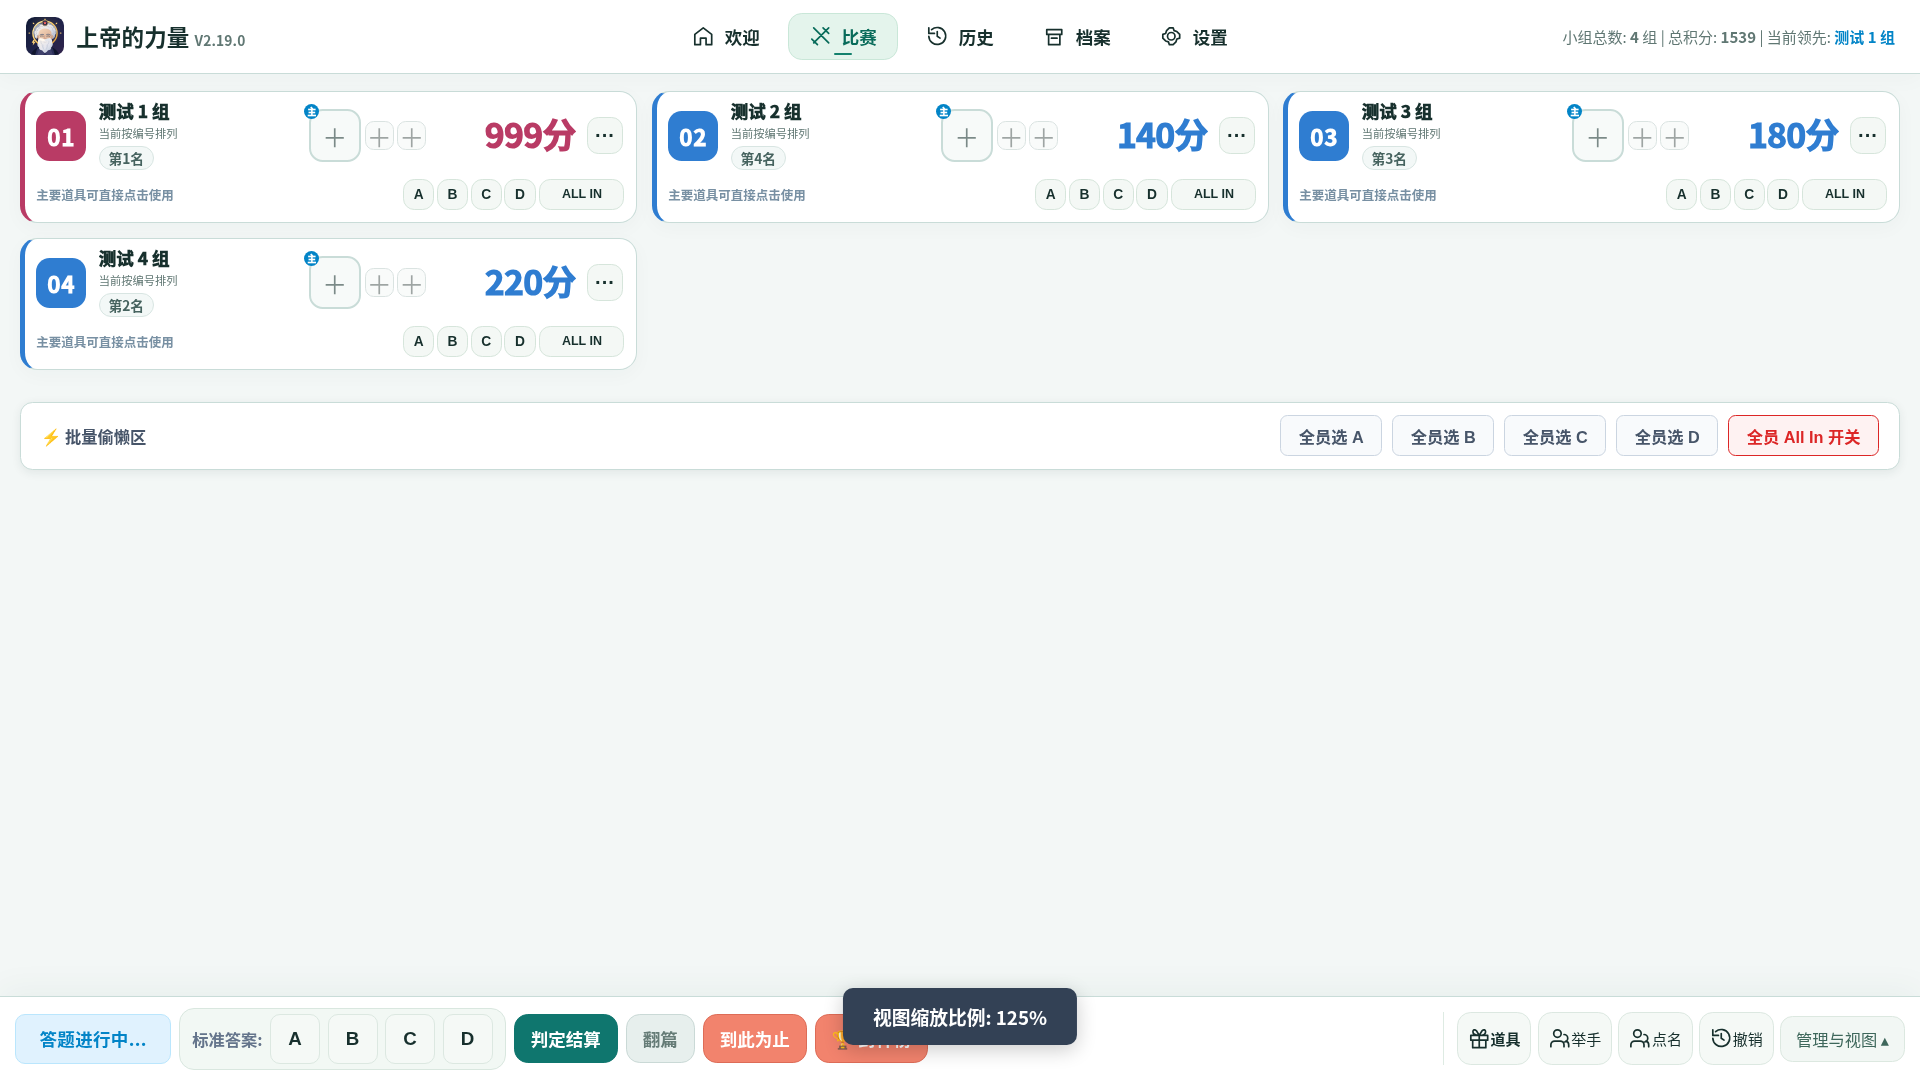 上帝的力量 V2.19.0
欢迎
比赛
历史
档案
设置
小组总数: 4 组 | 总积分: 1539 | 当前领先: 测试 1 组
01
测试 1 组
当前按编号排列
第1名
主
999分
主要道具可直接点击使用
A B C D ALL IN
02
测试 2 组
当前按编号排列
第4名
主
140分
主要道具可直接点击使用
A B C D ALL IN
03
测试 3 组
当前按编号排列
第3名
主
180分
主要道具可直接点击使用
A B C D ALL IN
04
测试 4 组
当前按编号排列
第2名
主
220分
主要道具可直接点击使用
A B C D ALL IN
⚡ 批量偷懒区
全员选 A
全员选 B
全员选 C
全员选 D
全员 All In 开关
答题进行中...
标准答案: A B C D
判定结算
翻篇
到此为止
视图缩放比例: 125%
道具
举手
点名
撤销
管理与视图 ▴